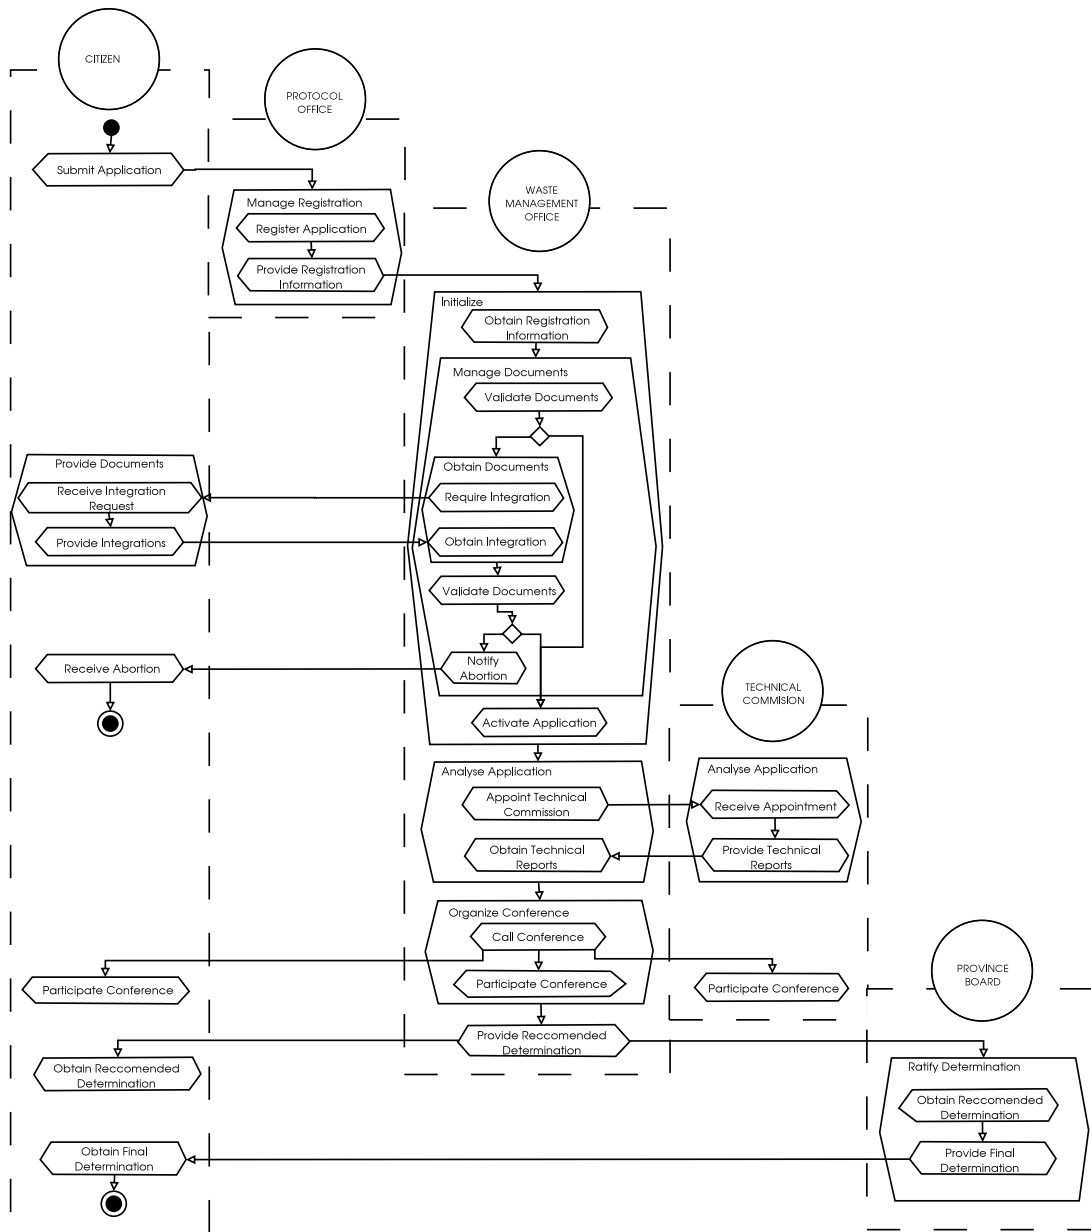 CITIZEN
PROTOCOL
OFFICE
Submit Application
WASTE
MANAGEMENT
OFFICE
Manage Registration
Register Application
Provide Registration
Information
Initialize
Obtain Registration
Information
Manage Documents
Validate Documents
Provide Documents
Receive Integration
Request
Provide Integrations
Obtain Documents
Require Integration
Obtain Integration
Validate Documents
Receive Abortion
Notify
Abortion
TECHNICAL
COMMISION
Activate Application
Analyse Application
Appoint Technical
Commission
Obtain Technical
Reports
Analyse Application
Receive Appointment
Provide Technical
Reports
Organize Conference
Call Conference
Participate Conference
Participate Conference
Participate Conference
PROVINCE
BOARD
Provide Reccomended
Determination
Obtain Reccomended
Determination
Ratify Determination
Obtain Reccomended
Determination
Obtain Final
Determination
Provide Final
Determination